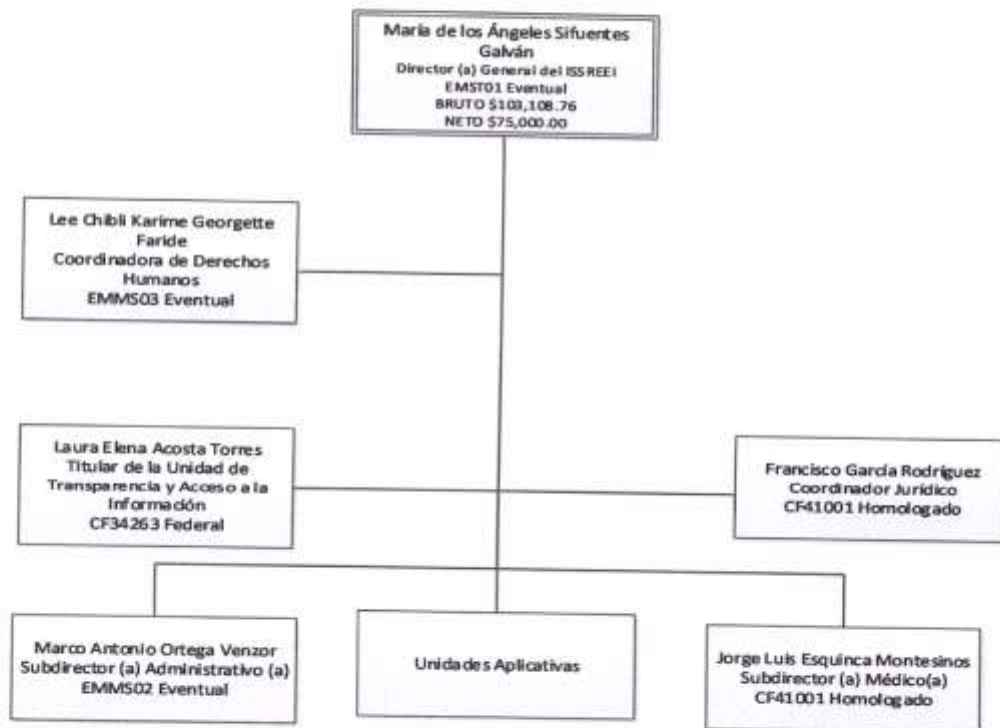 María de los Ángeles Sifuentes
Galván
Director (a) General del ISSREEI
EMST01 Eventual
BRUTO $103,108.76
NETO $75,000.00
Lee Chibli Karime Georgette
Faride
Coordinadora de Derechos
Humanos
EMMS03 Eventual
Laura Elena Acosta Torres
Titular de la Unidad de
Transparencia y Acceso a la
Información
CF34263 Federal
Francisco García Rodríguez
Coordinador Jurídico
CF41001 Homologado
Marco Antonio Ortega Venzor
Subdirector (a) Administrativo (a)
EMMS02 Eventual
Unidades Aplicativas
Jorge Luis Esquinca Montesinos
Subdirector (a) Médico(a)
CF41001 Homologado